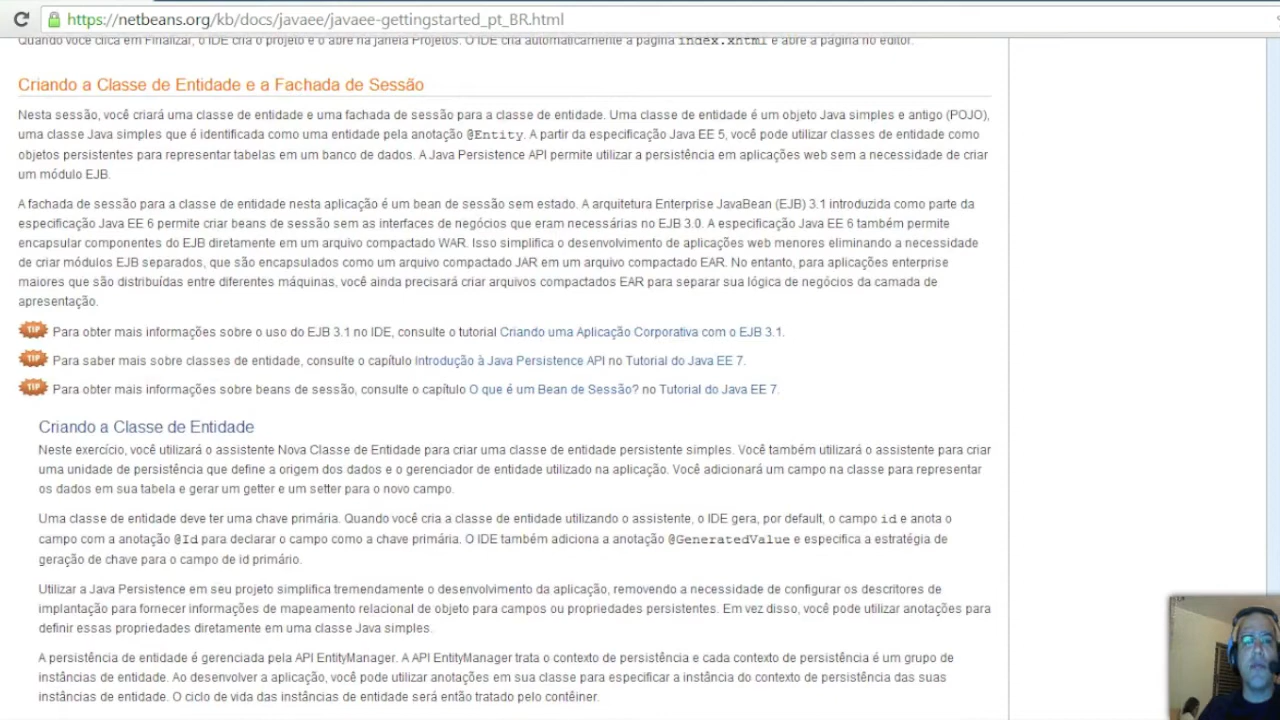 https://netbeans.org/kb/docs/javaee/javaee-gettingstarted_pt_BR.html
Quando você clica em Finalizar, o IDE cria o projeto e o abre na janela Projetos. O IDE cria automaticamente a página index.xhtml e abre a página no editor.
Criando a Classe de Entidade e a Fachada de Sessão
Nesta sessão, você criará uma classe de entidade e uma fachada de sessão para a classe de entidade. Uma classe de entidade é um objeto Java simples e antigo (POJO),
uma classe Java simples que é identificada como uma entidade pela anotação @Entity. A partir da especificação Java EE 5, você pode utilizar classes de entidade como
objetos persistentes para representar tabelas em um banco de dados. A Java Persistence API permite utilizar a persistência em aplicações web sem a necessidade de criar
um módulo EJB.
A fachada de sessão para a classe de entidade nesta aplicação é um bean de sessão sem estado. A arquitetura Enterprise JavaBean (EJB) 3.1 introduzida como parte da
especificação Java EE 6 permite criar beans de sessão sem as interfaces de negócios que eram necessárias no EJB 3.0. A especificação Java EE 6 também permite
encapsular componentes do EJB diretamente em um arquivo compactado WAR. Isso simplifica o desenvolvimento de aplicações web menores eliminando a necessidade
de criar módulos EJB separados, que são encapsulados como um arquivo compactado JAR em um arquivo compactado EAR. No entanto, para aplicações enterprise
maiores que são distribuídas entre diferentes máquinas, você ainda precisará criar arquivos compactados EAR para separar sua lógica de negócios da camada de
apresentação.
TIP Para obter mais informações sobre o uso do EJB 3.1 no IDE, consulte o tutorial Criando uma Aplicação Corporativa com o EJB 3.1.
TIP Para saber mais sobre classes de entidade, consulte o capítulo Introdução à Java Persistence API no Tutorial do Java EE 7.
TIP Para obter mais informações sobre beans de sessão, consulte o capítulo O que é um Bean de Sessão? no Tutorial do Java EE 7.
Criando a Classe de Entidade
Neste exercício, você utilizará o assistente Nova Classe de Entidade para criar uma classe de entidade persistente simples. Você também utilizará o assistente para criar
uma unidade de persistência que define a origem dos dados e o gerenciador de entidade utilizado na aplicação. Você adicionará um campo na classe para representar
os dados em sua tabela e gerar um getter e um setter para o novo campo.
Uma classe de entidade deve ter uma chave primária. Quando você cria a classe de entidade utilizando o assistente, o IDE gera, por default, o campo id e anota o
campo com a anotação @Id para declarar o campo como a chave primária. O IDE também adiciona a anotação @GeneratedValue e especifica a estratégia de
geração de chave para o campo de id primário.
Utilizar a Java Persistence em seu projeto simplifica tremendamente o desenvolvimento da aplicação, removendo a necessidade de configurar os descritores de
implantação para fornecer informações de mapeamento relacional de objeto para campos ou propriedades persistentes. Em vez disso, você pode utilizar anotações para
definir essas propriedades diretamente em uma classe Java simples.
A persistência de entidade é gerenciada pela API EntityManager. A API EntityManager trata o contexto de persistência e cada contexto de persistência é um grupo de
instâncias de entidade. Ao desenvolver a aplicação, você pode utilizar anotações em sua classe para especificar a instância do contexto de persistência das suas
instâncias de entidade. O ciclo de vida das instâncias de entidade será então tratado pelo contêiner.